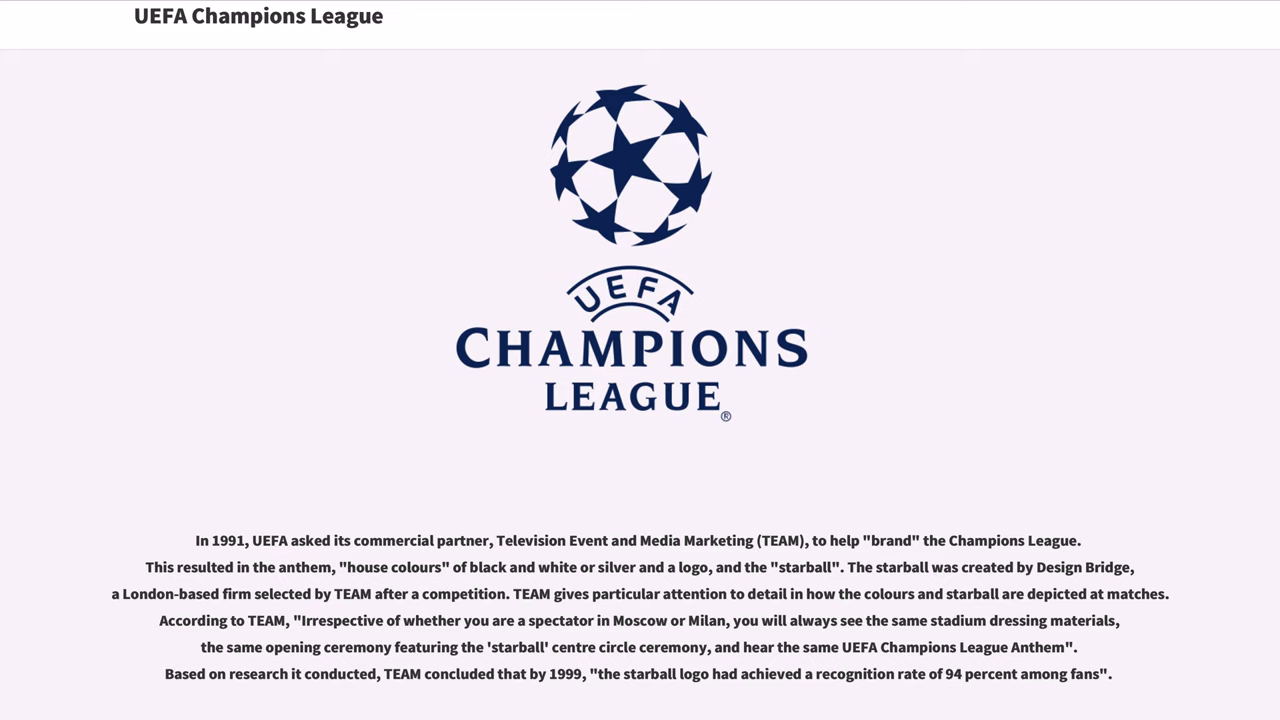 UEFA Champions League
UEFA
CHAMPIONS
LEAGUE®
In 1991, UEFA asked its commercial partner, Television Event and Media Marketing (TEAM), to help "brand" the Champions League.
This resulted in the anthem, "house colours" of black and white or silver and a logo, and the "starball". The starball was created by Design Bridge,
a London-based firm selected by TEAM after a competition. TEAM gives particular attention to detail in how the colours and starball are depicted at matches.
According to TEAM, "Irrespective of whether you are a spectator in Moscow or Milan, you will always see the same stadium dressing materials,
the same opening ceremony featuring the 'starball' centre circle ceremony, and hear the same UEFA Champions League Anthem".
Based on research it conducted, TEAM concluded that by 1999, "the starball logo had achieved a recognition rate of 94 percent among fans".